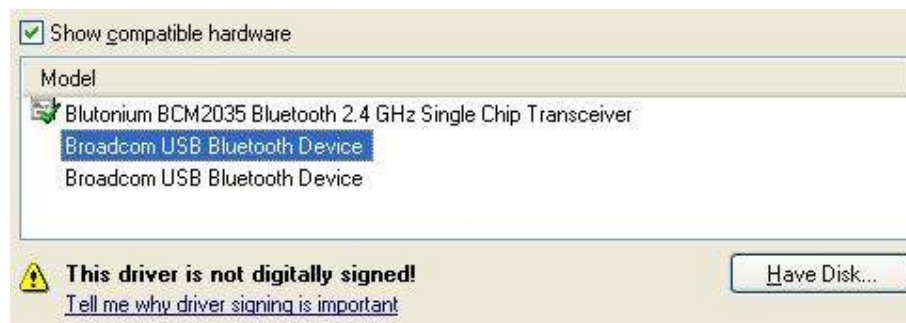 Show compatible hardware
Model
Blutonium BCM2035 Bluetooth 2.4 GHz Single Chip Transceiver
Broadcom USB Bluetooth Device
Broadcom USB Bluetooth Device
This driver is not digitally signed!
Have Disk...
Tell me why driver signing is important